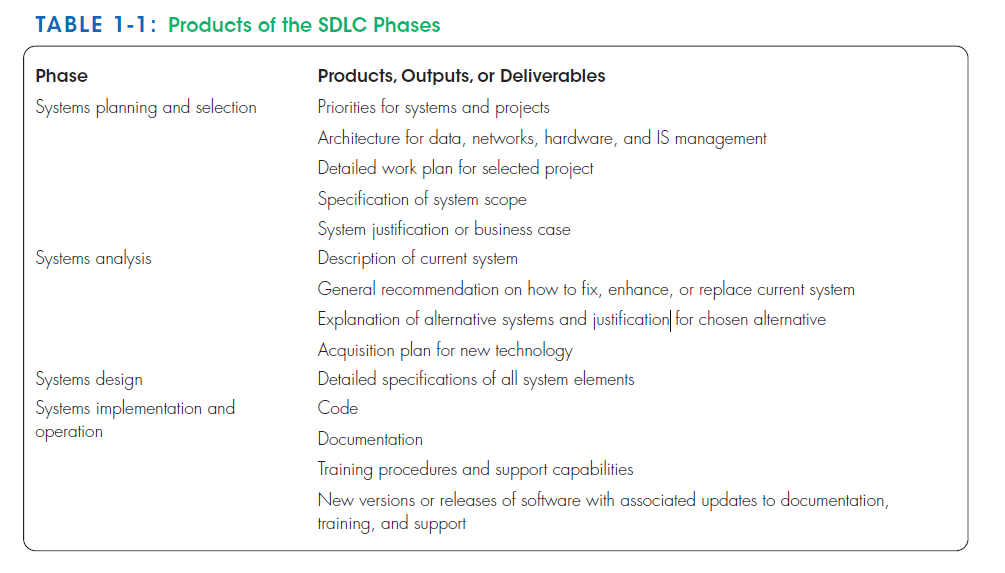 TABLE 1-1: Products of the SDLC Phases
Phase Products, Outputs, or Deliverables
Systems planning and selection Priorities for systems and projects
Architecture for data, networks, hardware, and IS management
Detailed work plan for selected project
Specification of system scope
System justification or business case
Systems analysis Description of current system
General recommendation on how to fix, enhance, or replace current system
Explanation of alternative systems and justification for chosen alternative
Acquisition plan for new technology
Systems design Detailed specifications of all system elements
Systems implementation and Code
operation
Documentation
Training procedures and support capabilities
New versions or releases of software with associated updates to documentation,
training, and support